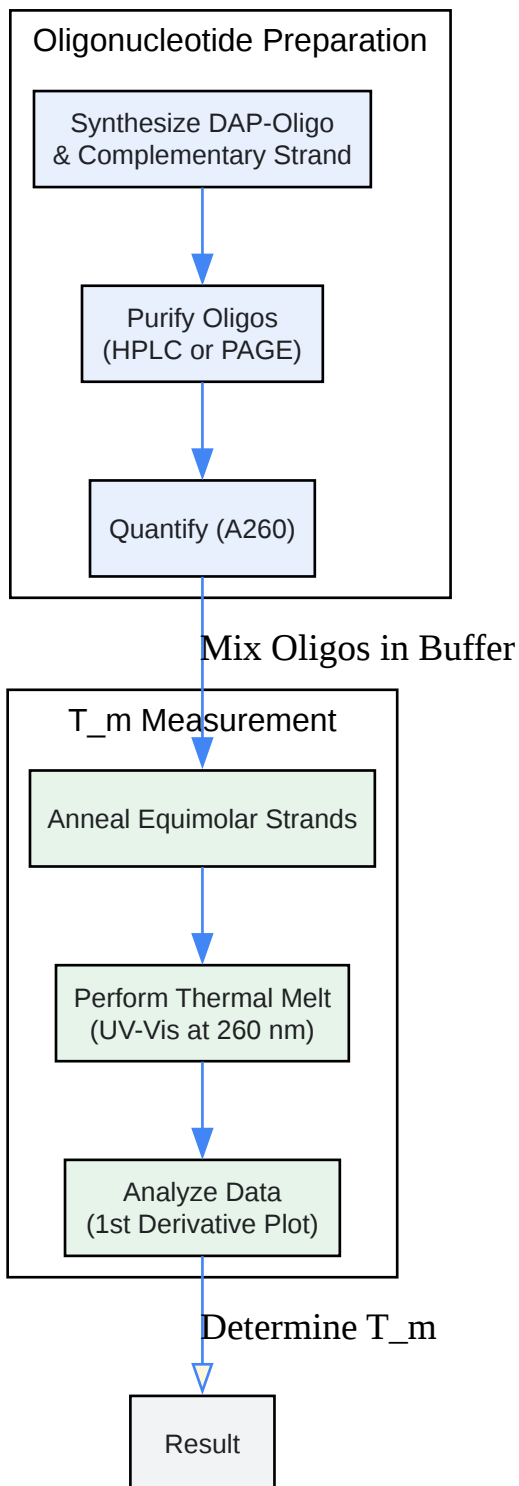 Oligonucleotide Preparation
Synthesize DAP-Oligo
& Complementary Strand
Purify Oligos
(HPLC or PAGE)
Quantify (A260)
Mix Oligos in Buffer
T_m Measurement
Anneal Equimolar Strands
Perform Thermal Melt
(UV-Vis at 260 nm)
Analyze Data
(1st Derivative Plot)
Determine T_m
Result